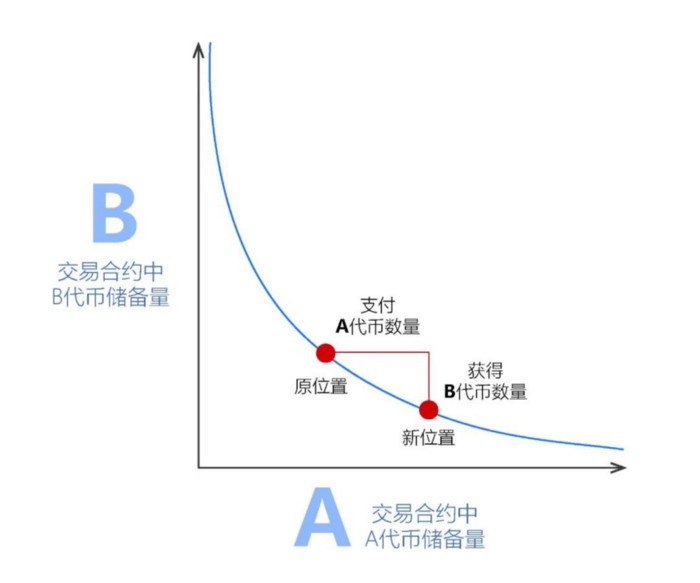 B
交易合约中
B代币储备量
支付
A代币数量
原位置
获得
B代币数量
新位置
A
交易合约中
A代币储备量